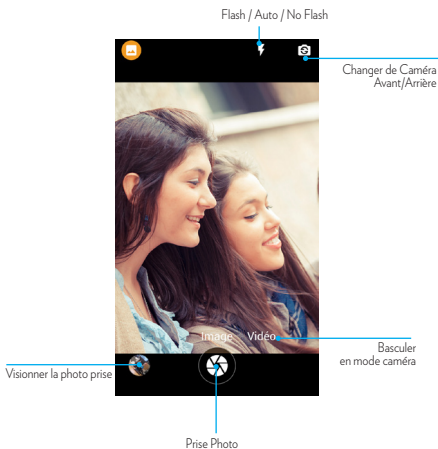 Flash / Auto / No Flash
Changer de Caméra
Avant/Arrière
Image Vidéo
Basculer
en mode caméra
Visionner la photo prise
Prise Photo